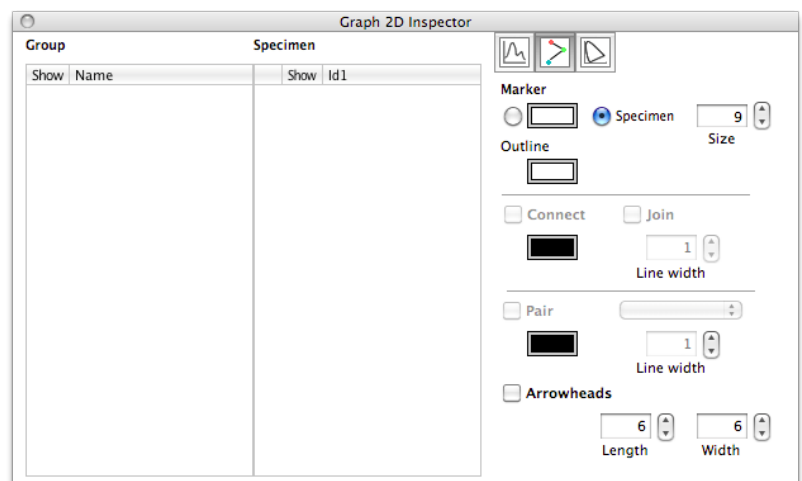 Graph 2D Inspector
Group
Specimen
Show Name
Show Id1
Marker
Specimen 9
Size
Outline
Connect Join
1
Line width
Pair
1
Line width
Arrowheads
6 6
Length Width